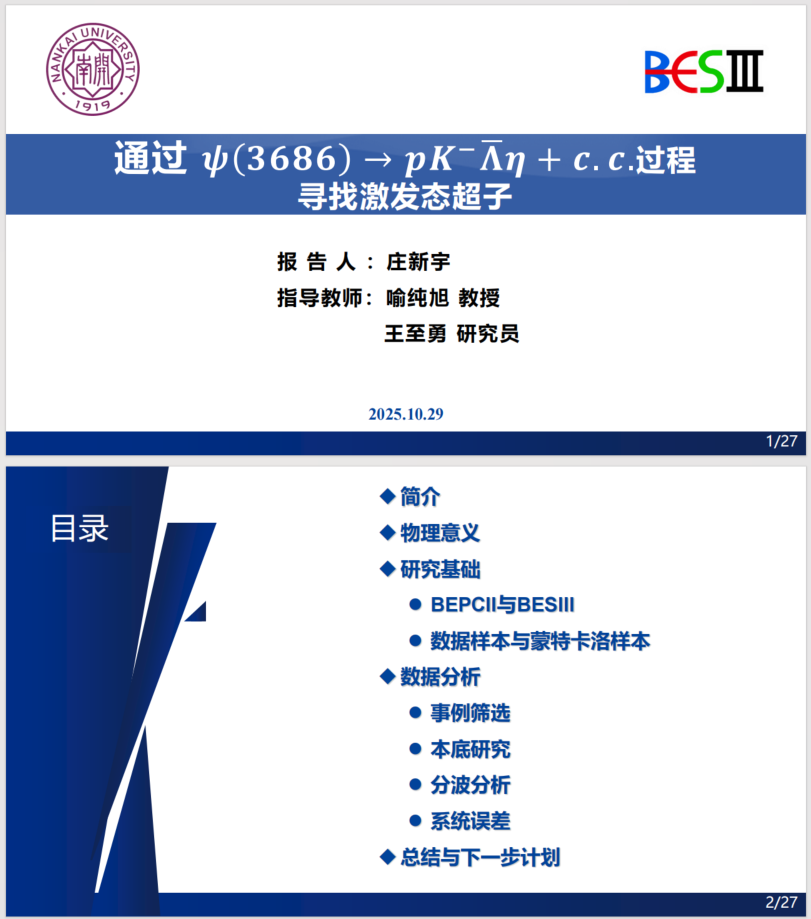 NANKAI UNIVERSITY
南開
1919
BESIII
通过 ψ(3686) → pK⁻Λ̄η + c.c.过程
寻找激发态超子
报 告 人 ： 庄新宇
指导教师： 喻纯旭 教授
王至勇 研究员
2025.10.29
1/27
目录
◆ 简介
◆ 物理意义
◆ 研究基础
● BEPCII与BESIII
● 数据样本与蒙特卡洛样本
◆ 数据分析
● 事例筛选
● 本底研究
● 分波分析
● 系统误差
◆ 总结与下一步计划
2/27